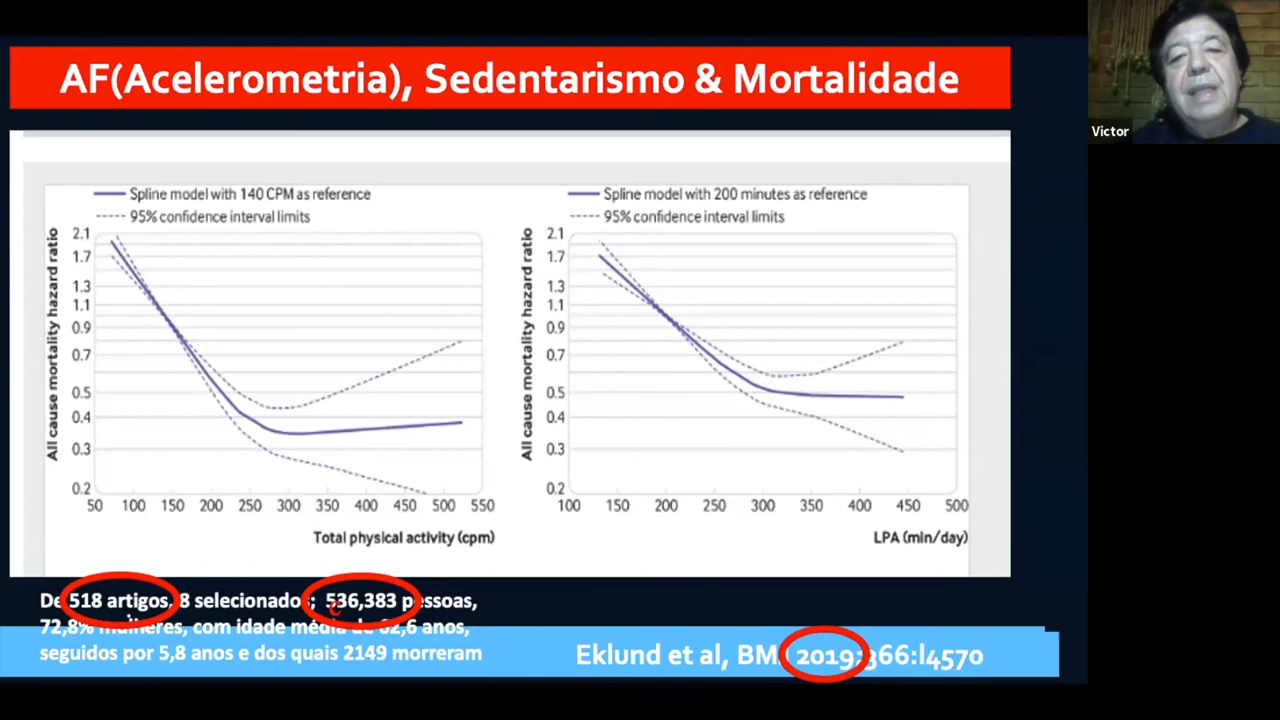 AF(Acelerometria), Sedentarismo & Mortalidade
Victor
Spline model with 140 CPM as reference
95% confidence interval limits
All cause mortality hazard ratio
2.1
1.7
1.3
1.1
0.9
0.7
0.5
0.4
0.3
0.2
50 100 150 200 250 300 350 400 450 500 550
Total physical activity (cpm)
Spline model with 200 minutes as reference
95% confidence interval limits
All cause mortality hazard ratio
2.1
1.7
1.3
1.1
0.9
0.7
0.5
0.4
0.3
0.2
100 150 200 250 300 350 400 450 500
LPA (min/day)
De 518 artigos, 8 selecionados; 536,383 pessoas,
72,8% mulheres, com idade média de 62,6 anos,
seguidos por 5,8 anos e dos quais 2149 morreram
Eklund et al, BMJ 2019;366:l4570